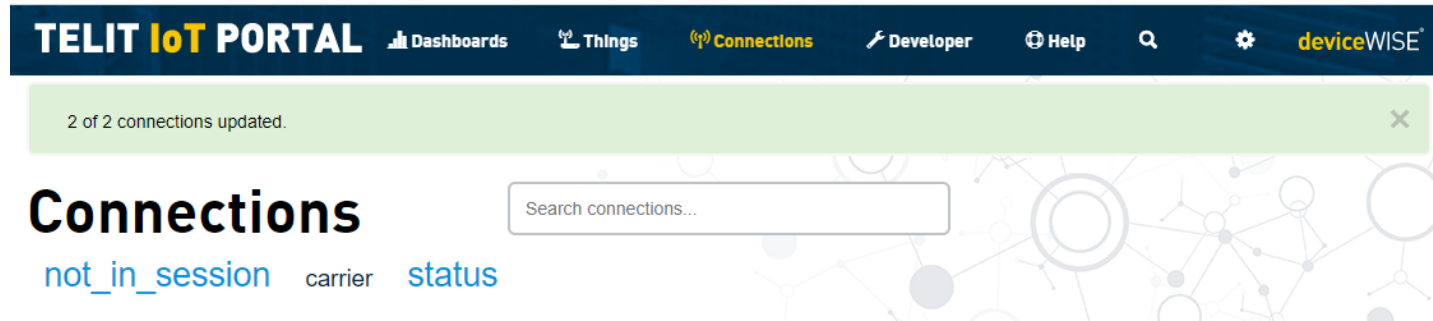 TELIT IoT PORTAL Dashboards Things Connections Developer Help deviceWISE®
2 of 2 connections updated. ×
Connections Search connections...
not_in_session carrier status